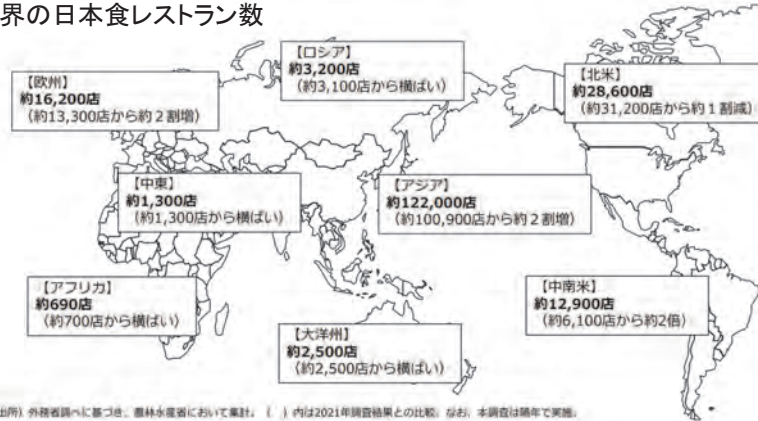 界の日本食レストラン数
【ロシア】
約3,200店
（約3,100店から横ばい）
【欧州】
約16,200店
（約13,300店から約２割増）
【北米】
約28,600店
（約31,200店から約１割減）
【中東】
約1,300店
（約1,300店から横ばい）
【アジア】
約122,000店
（約100,900店から約２割増）
【アフリカ】
約690店
（約700店から横ばい）
【中南米】
約12,900店
（約6,100店から約2倍）
【大洋州】
約2,500店
（約2,500店から横ばい）
出所）外務省調べに基づき、農林水産省において集計。（ ）内は2021年調査結果との比較。なお、本調査は隔年で実施。